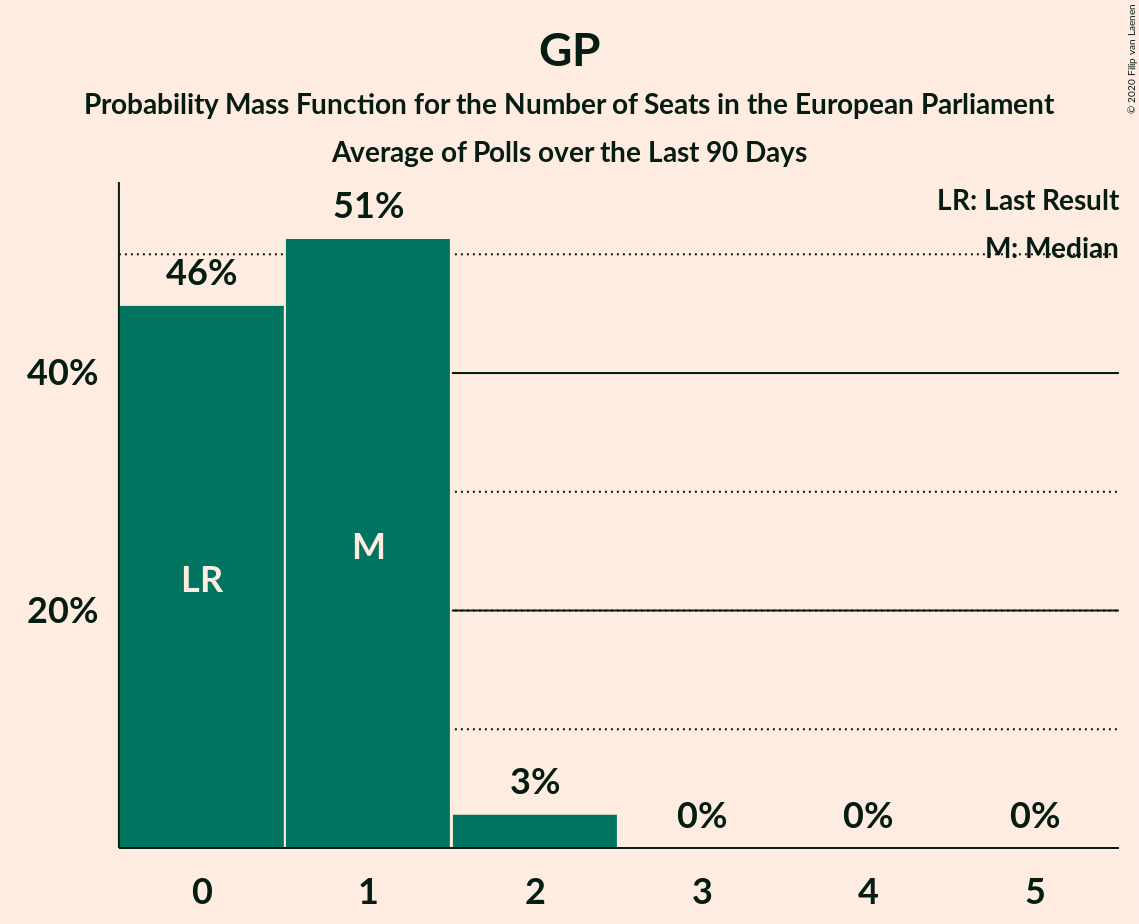 GP
Probability Mass Function for the Number of Seats in the European Parliament
Average of Polls over the Last 90 Days
© 2020 Filip van Laenen
LR: Last Result
M: Median
51%
46%
40%
20%
LR
M
3%
0%
0%
0%
0
1
2
3
4
5